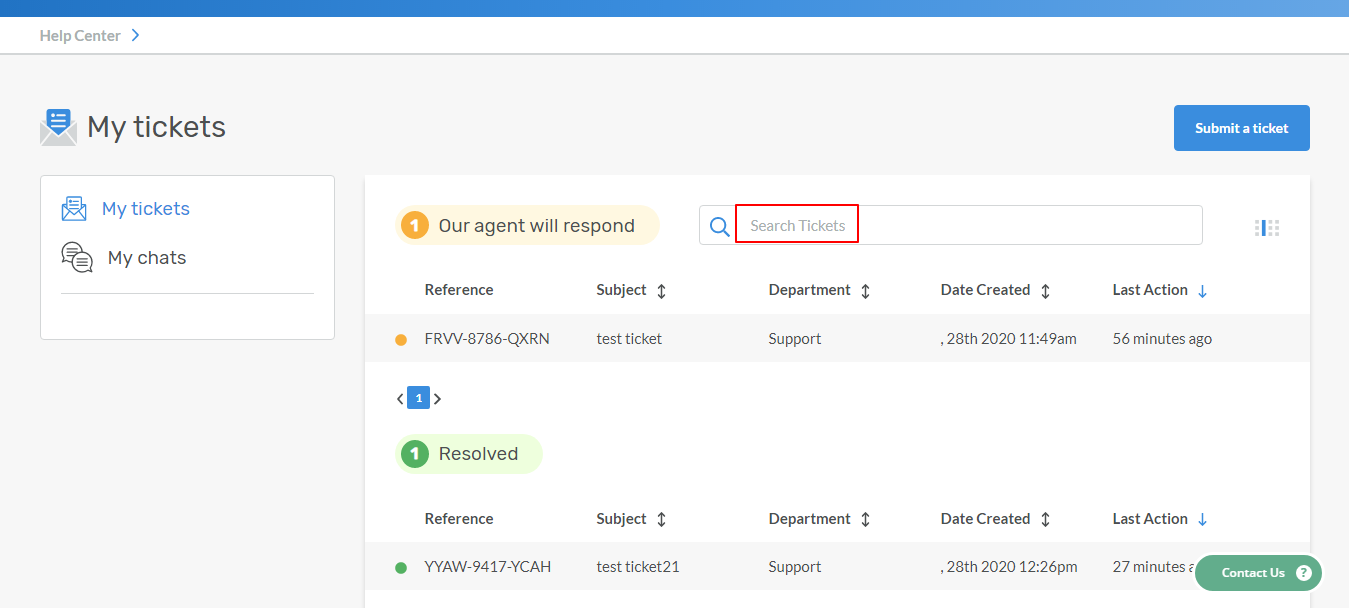 Help Center
My tickets
Submit a ticket
My tickets
My chats
1 Our agent will respond
Search Tickets
Reference Subject Department Date Created Last Action
FRVV-8786-QXRN test ticket Support , 28th 2020 11:49am 56 minutes ago
1
1 Resolved
Reference Subject Department Date Created Last Action
YYAW-9417-YCAH test ticket21 Support , 28th 2020 12:26pm 27 minutes
Contact Us ?